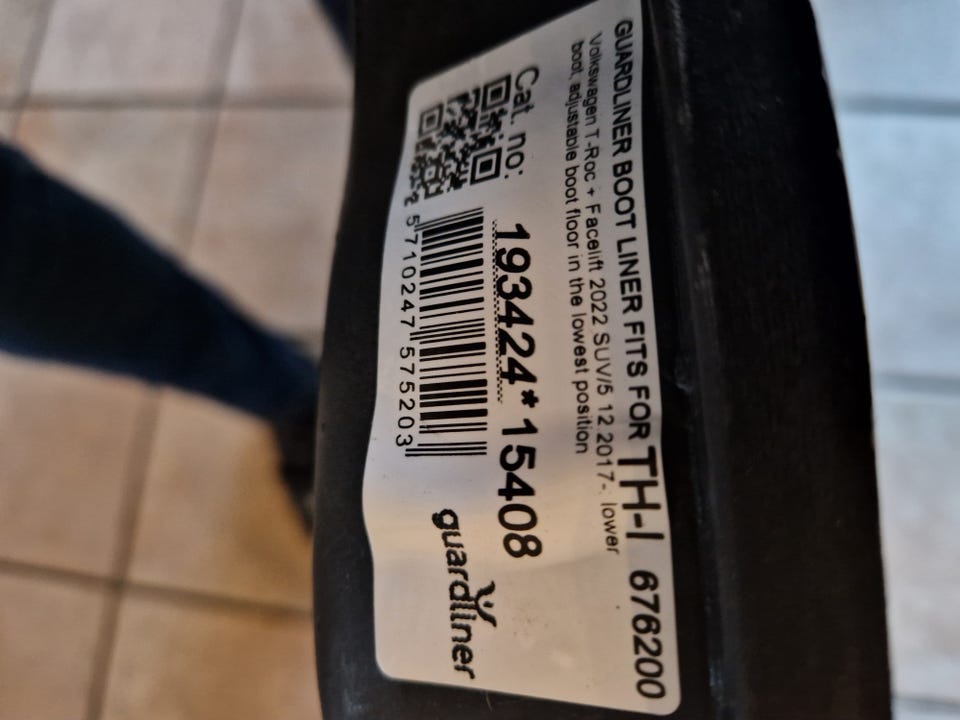 GUARDLINER BOOT LINER FITS FOR TH-I 676200
Volkswagen T-Roc + Facelift 2022 SUV/5 12.2017-, lower
boot, adjustable boot floor in the lowest position
Cat. no: 193424*15408
5 710247 575203
guardliner